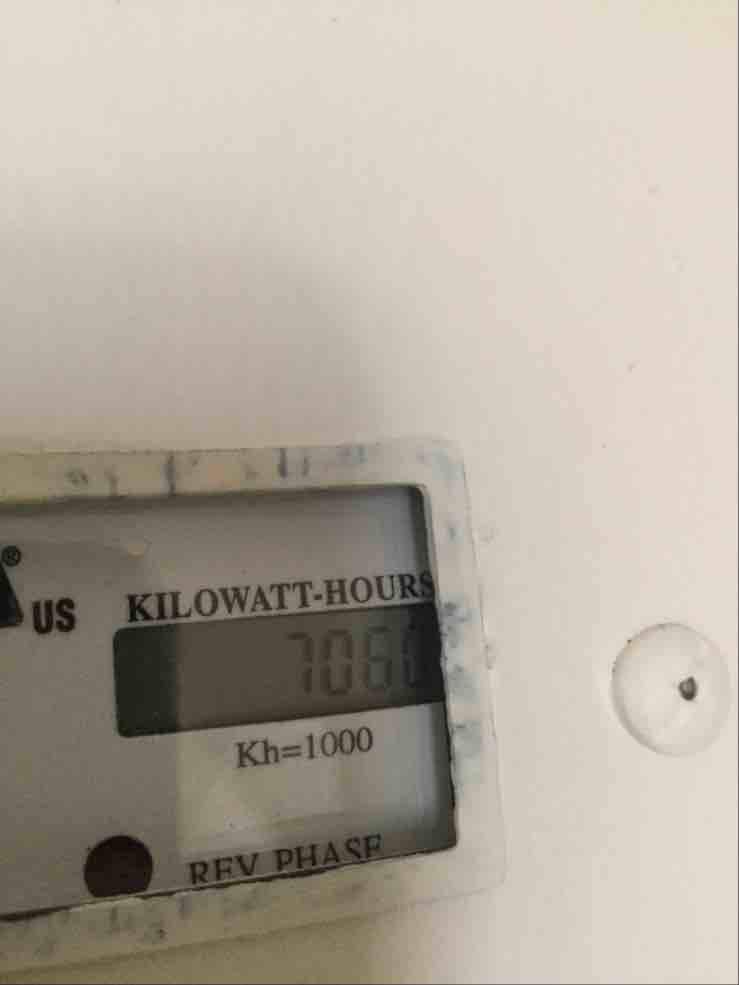 ®
US
KILOWATT-HOURS
706
Kh=1000
REV PHASE